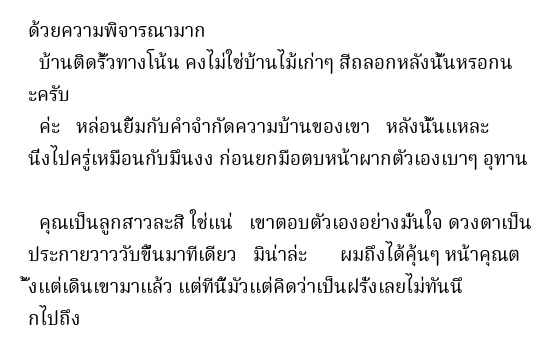 ด้วยความพิจารณามาก
บ้านติดรั้วทางโน้น คงไม่ใช่บ้านไม้เก่าๆ สีถลอกหลังนั้นหรอกน
ะครับ
ค่ะ หล่อนยิ้มกับคำจำกัดความบ้านของเขา หลังนั้นแหละ
นิ่งไปครู่เหมือนกับมึนงง ก่อนยกมือตบหน้าผากตัวเองเบาๆ อุทาน
คุณเป็นลูกสาวละสิ ใช่แน่ เขาตอบตัวเองอย่างมั่นใจ ดวงตาเป็น
ประกายวาววับขึ้นมาทีเดียว มิน่าล่ะ ผมถึงได้คุ้นๆ หน้าคุณต
ั้งแต่เดินเขามาแล้ว แต่ทีนี้มัวแต่คิดว่าเป็นฝรั่งเลยไม่ทันนึ
กไปถึง